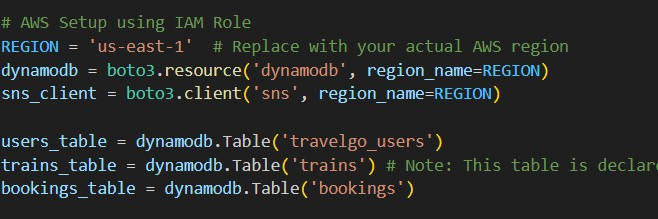 # AWS Setup using IAM Role
REGION = 'us-east-1'  # Replace with your actual AWS region
dynamodb = boto3.resource('dynamodb', region_name=REGION)
sns_client = boto3.client('sns', region_name=REGION)

users_table = dynamodb.Table('travelgo_users')
trains_table = dynamodb.Table('trains') # Note: This table is declare
bookings_table = dynamodb.Table('bookings')